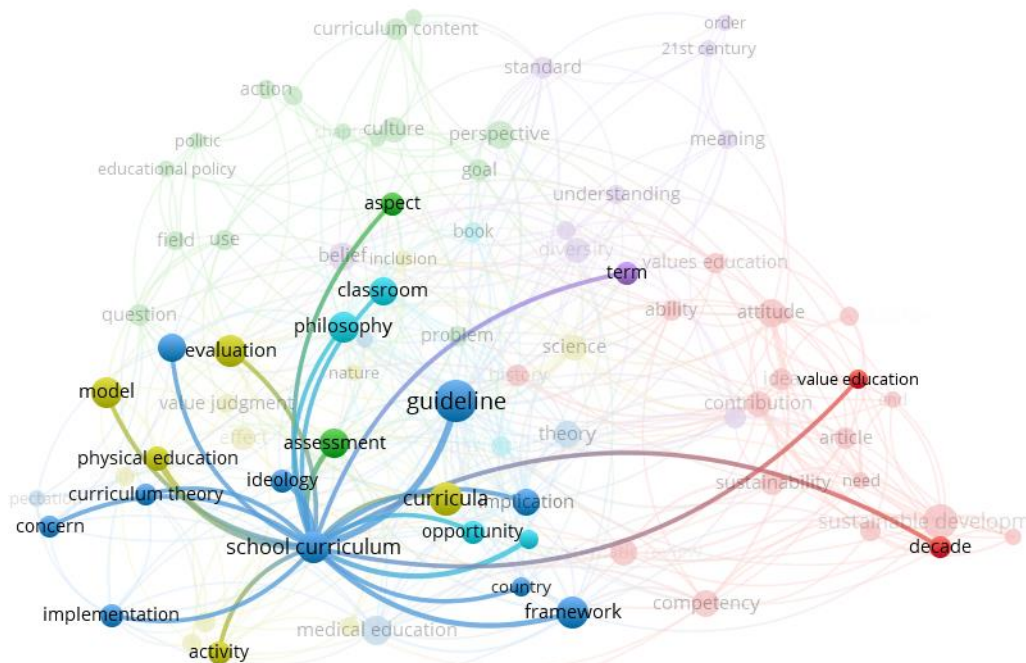 order
curriculum content
21st century
standard
action
culture
perspective
politic
meaning
educational policy
goal
understanding
aspect
book
field
use
diversity
belief
inclusion
values education
term
classroom
ability
attitude
question
philosophy
problem
science
evaluation
nature
history
value education
model
idea
value judgment
guideline
contribution
effect
theory
assessment
article
physical education
ideology
sustainability
need
curriculum theory
curricula
implication
concern
opportunity
sustainable developm
school curriculum
decade
country
competency
implementation
framework
medical education
activity